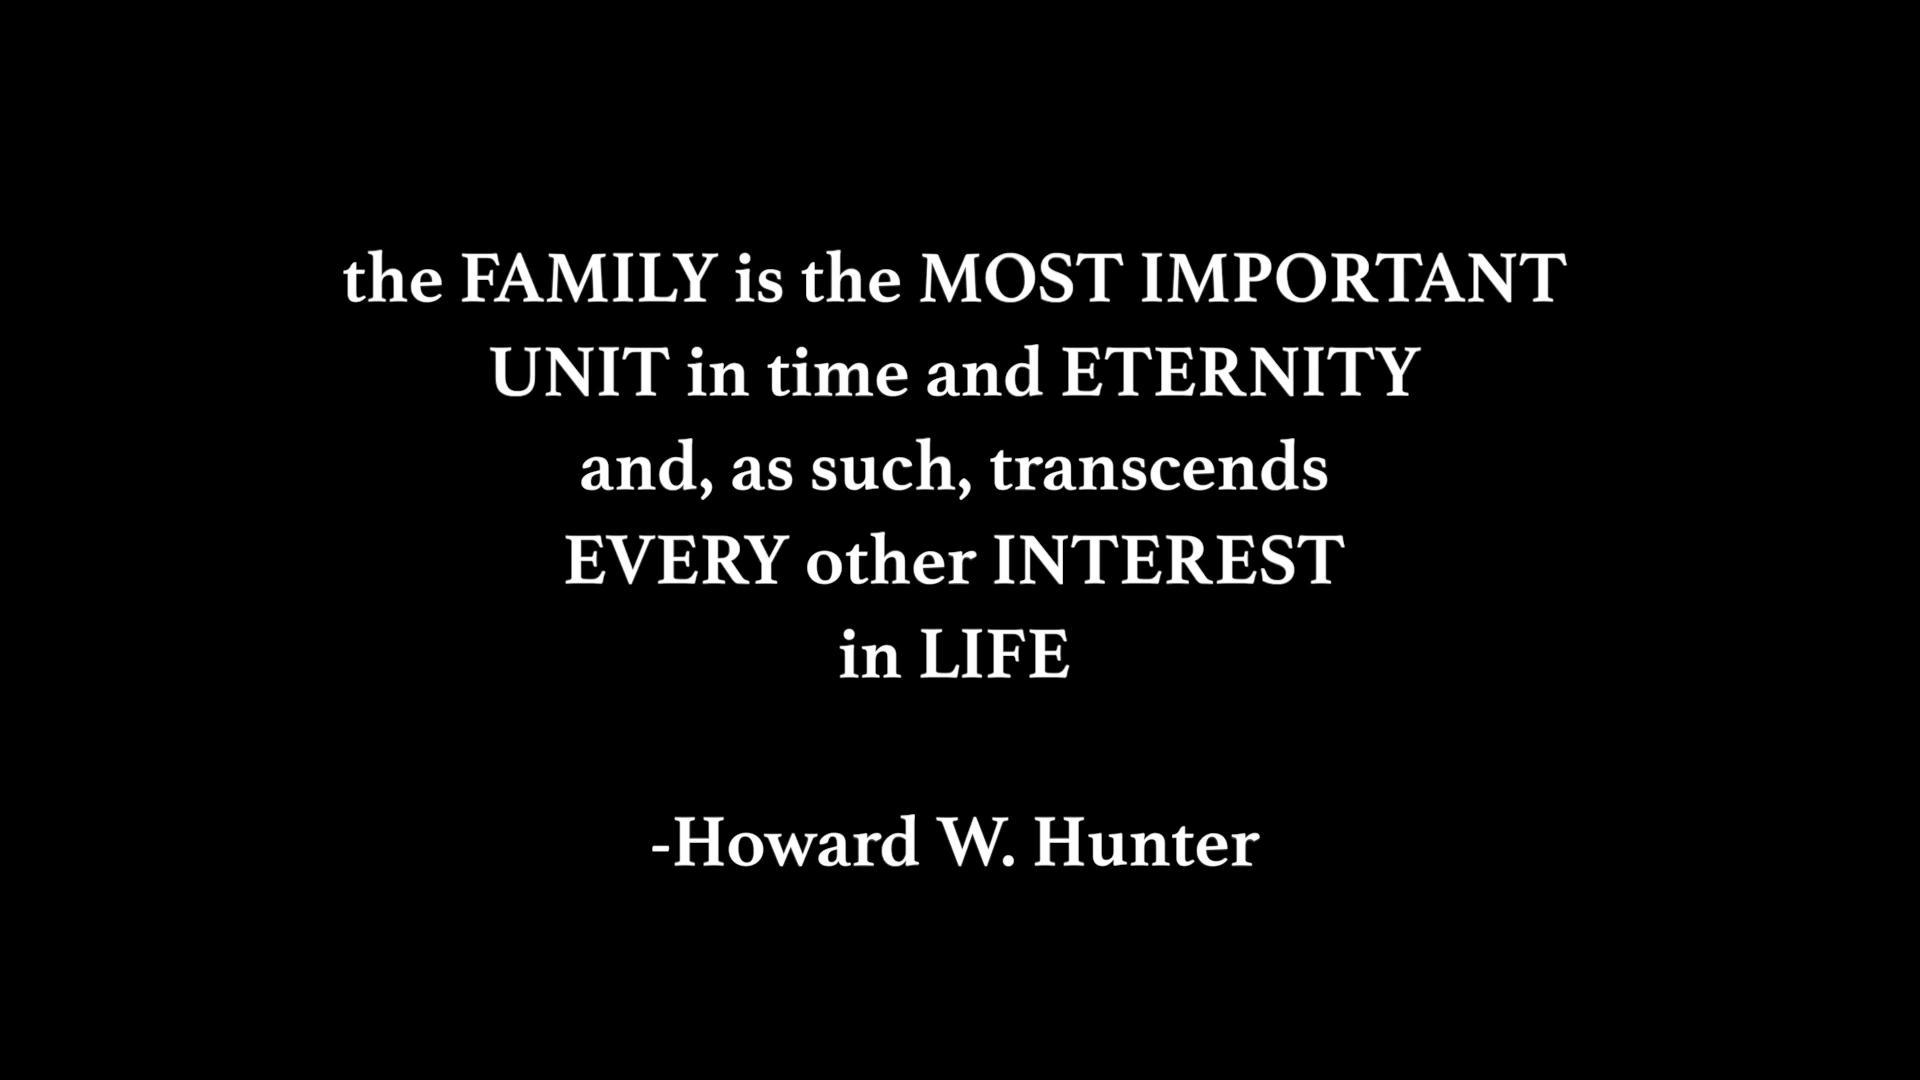 the FAMILY is the MOST IMPORTANT
UNIT in time and ETERNITY
and, as such, transcends
EVERY other INTEREST
in LIFE
-Howard W. Hunter